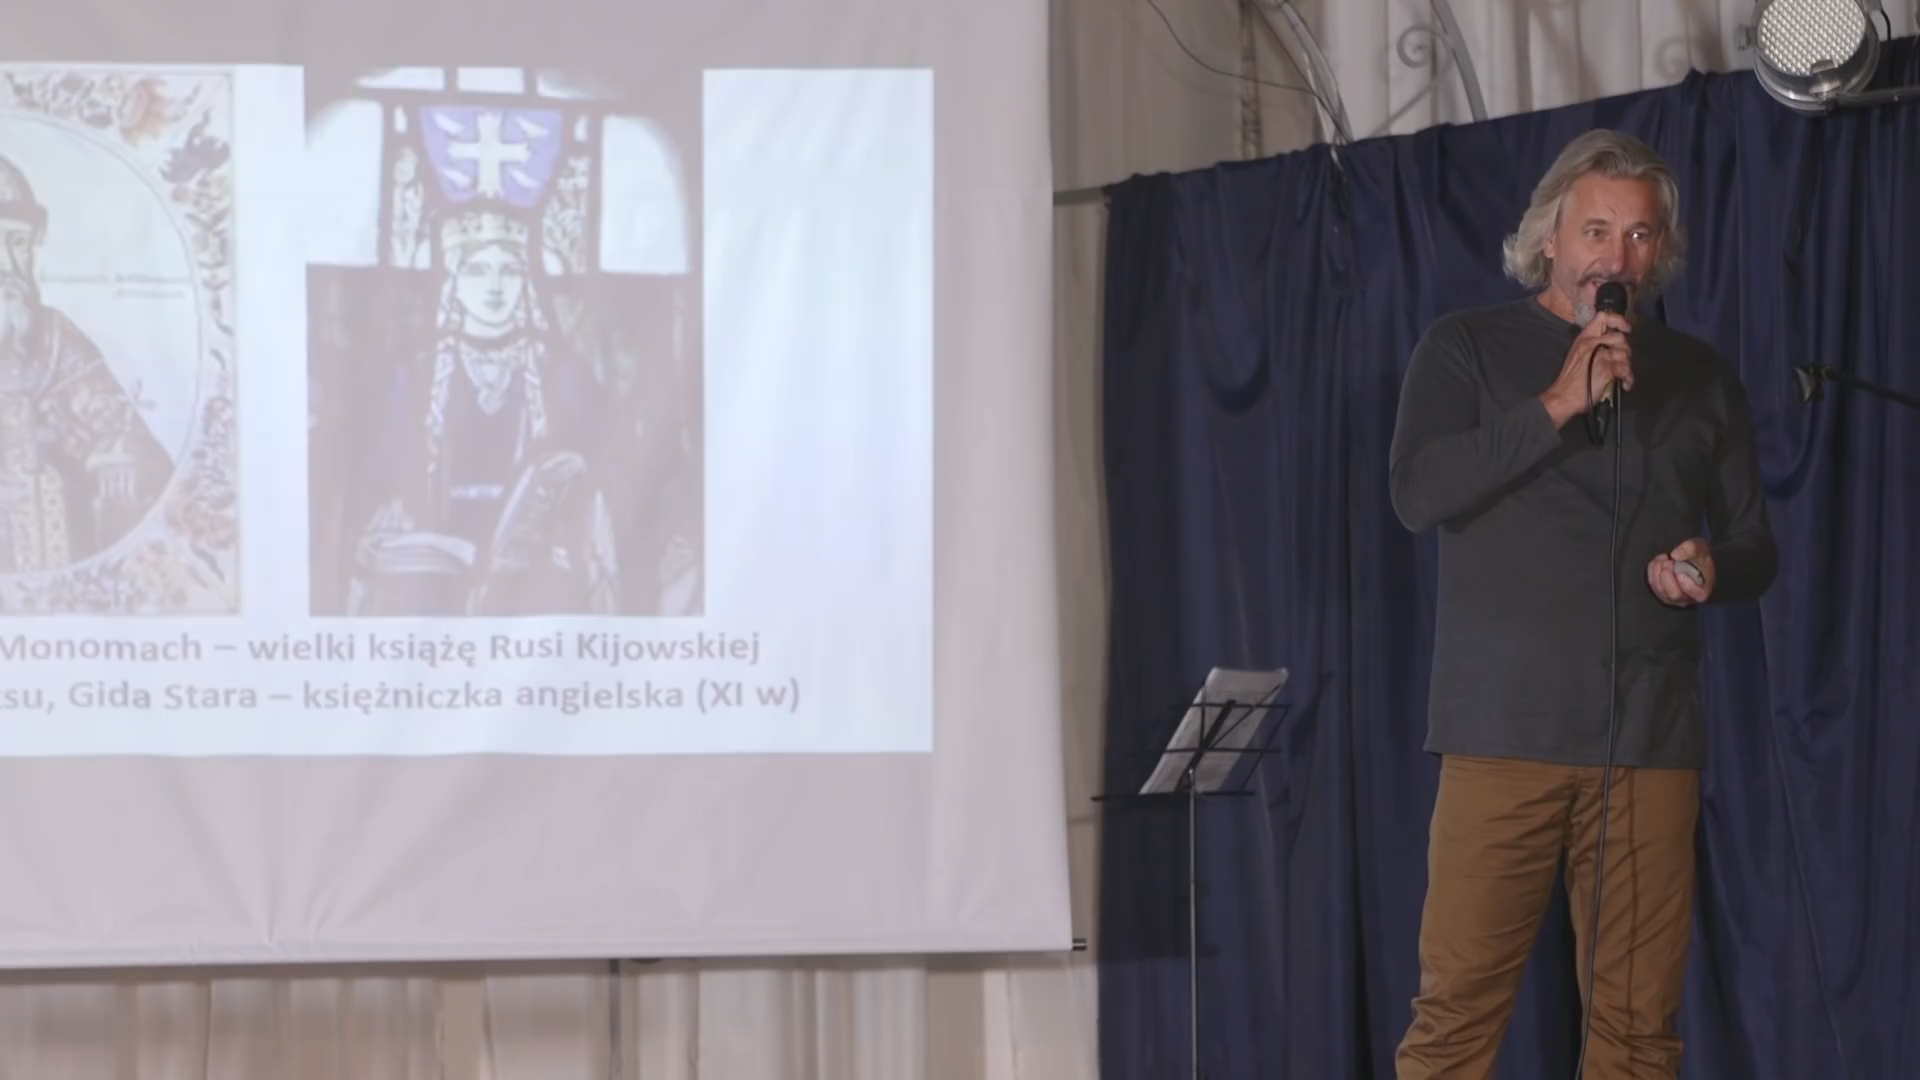 Monomach – wielki książę Rusi Kijowskiej
su, Gida Stara – księżniczka angielska (XI w)